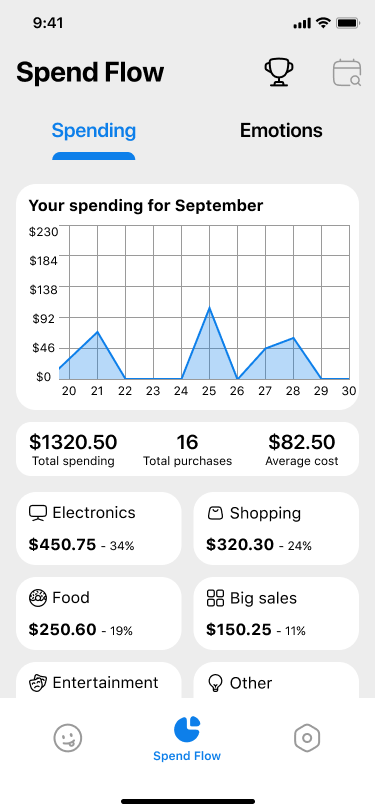 9:41
Spend Flow
Spending Emotions
Your spending for September
$230
$184
$138
$92
$46
$0
20 21 22 23 24 25 26 27 28 29 30
$1320.50 16 $82.50
Total spending Total purchases Average cost
Electronics Shopping
$450.75 - 34% $320.30 - 24%
Food Big sales
$250.60 - 19% $150.25 - 11%
Entertainment Other
Spend Flow